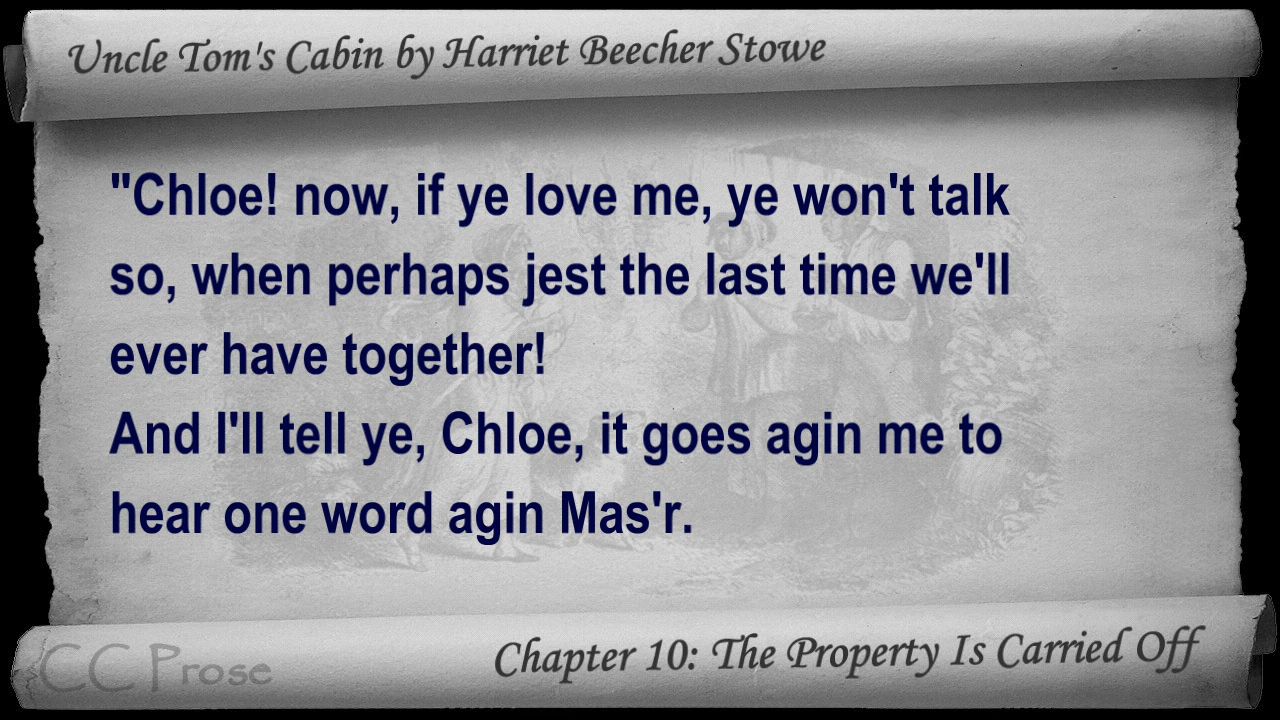 Uncle Tom's Cabin by Harriet Beecher Stowe
"Chloe! now, if ye love me, ye won't talk
so, when perhaps jest the last time we'll
ever have together!
And I'll tell ye, Chloe, it goes agin me to
hear one word agin Mas'r.
Chapter 10: The Property Is Carried Off
CC Prose